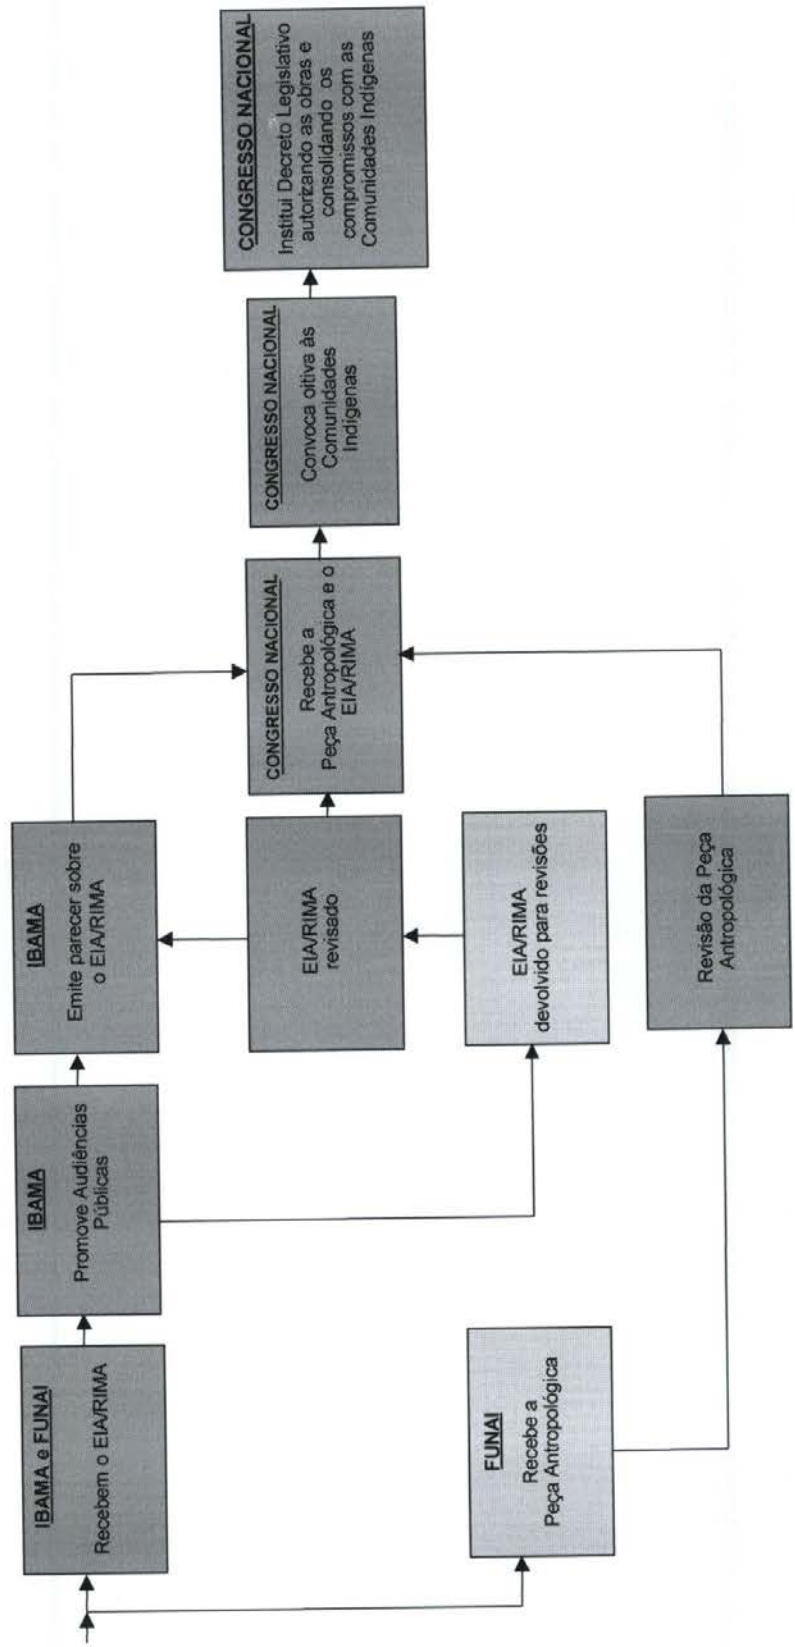 IBAMA e FUNAI
Recebem o EIA/RIMA
IBAMA
Promove Audiências
Públicas
IBAMA
Emite parecer sobre
o EIA/RIMA
EIA/RIMA
revisado
EIA/RIMA
devolvido para revisões
FUNAI
Recebe a
Peça Antropológica
Revisão da Peça
Antropológica
CONGRESSO NACIONAL
Recebe a
Peça Antropológica e o
EIA/RIMA
CONGRESSO NACIONAL
Convoca oitiva às
Comunidades
Indígenas
CONGRESSO NACIONAL
Institui Decreto Legislativo
autorizando as obras e
consolidando os
compromissos com as
Comunidades Indígenas